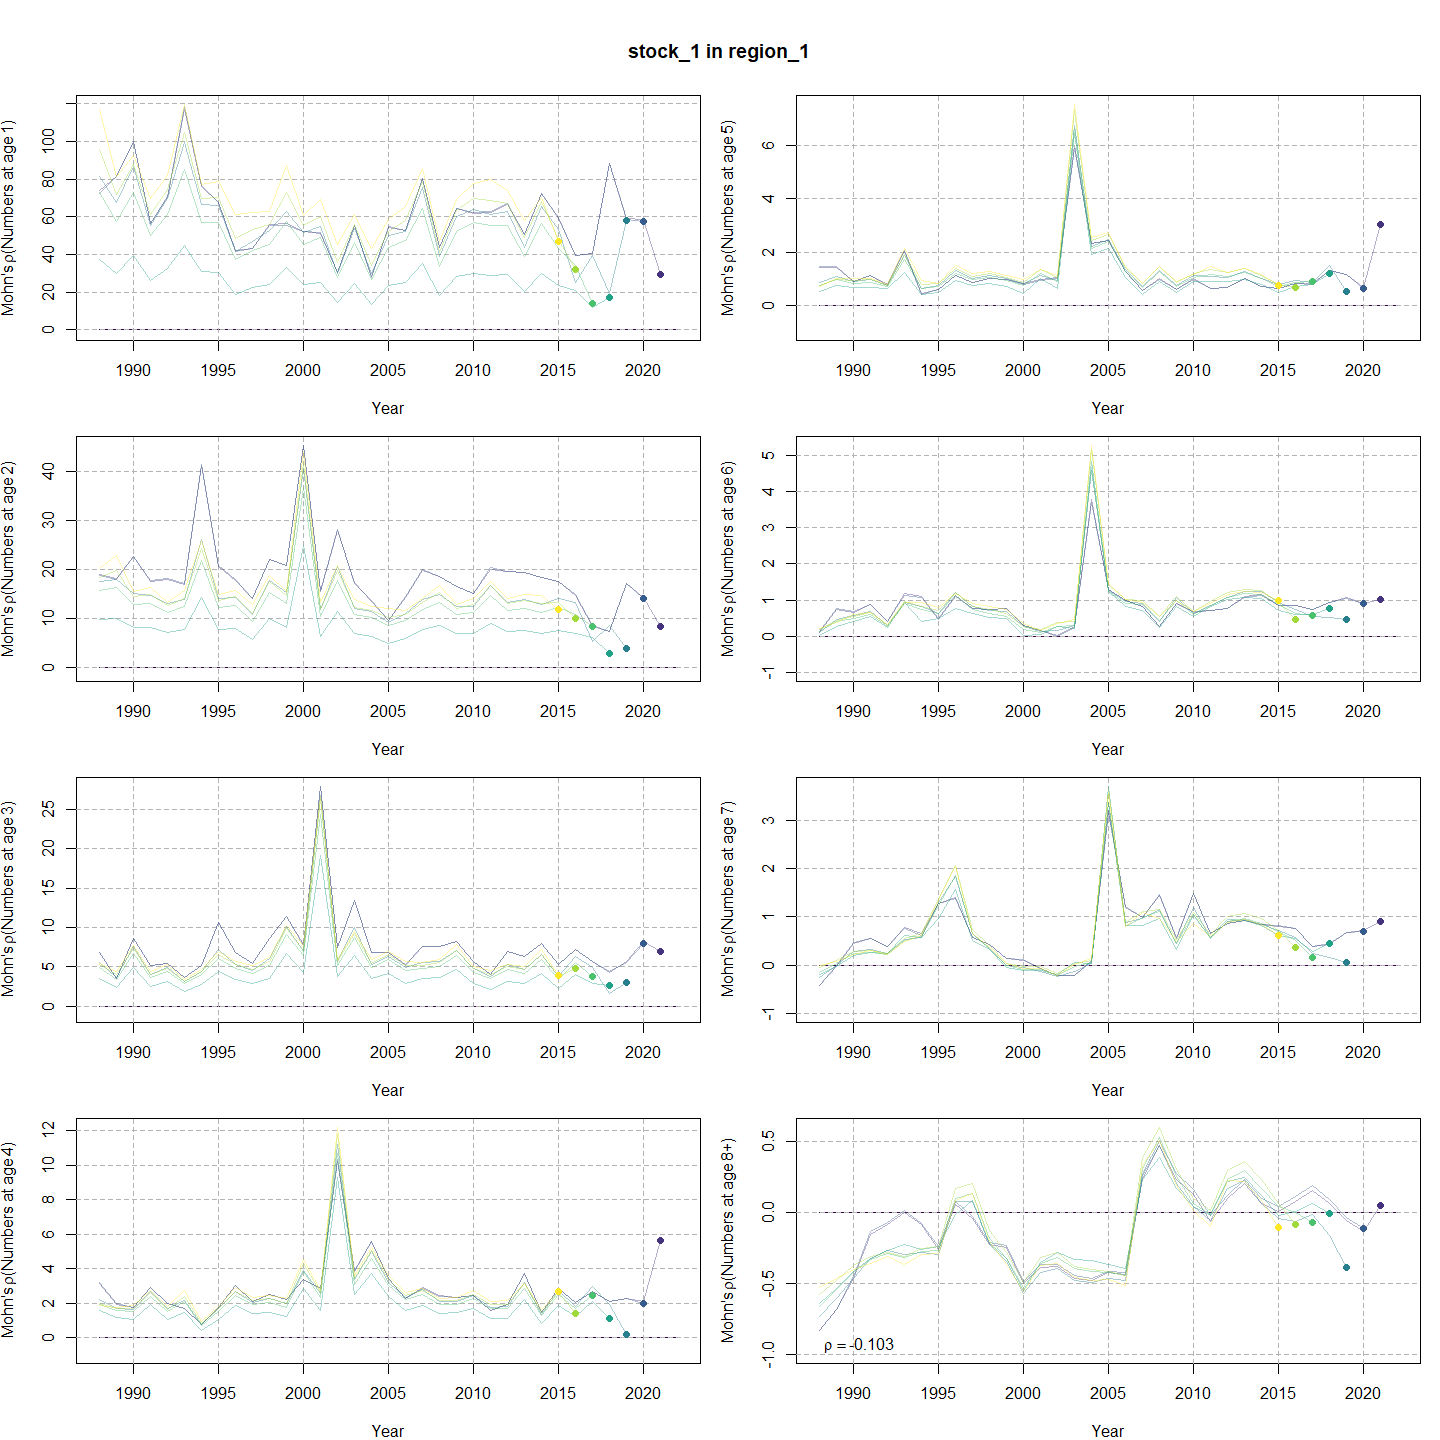 stock_1 in region_1
Mohn's ρ(Numbers at age 1)
0 20 40 60 80 100
1990 1995 2000 2005 2010 2015 2020
Year
Mohn's ρ(Numbers at age 5)
0 2 4 6
1990 1995 2000 2005 2010 2015 2020
Year
Mohn's ρ(Numbers at age 2)
0 10 20 30 40
1990 1995 2000 2005 2010 2015 2020
Year
Mohn's ρ(Numbers at age 6)
-1 0 1 2 3 4 5
1990 1995 2000 2005 2010 2015 2020
Year
Mohn's ρ(Numbers at age 3)
0 5 10 15 20 25
1990 1995 2000 2005 2010 2015 2020
Year
Mohn's ρ(Numbers at age 7)
-1 0 1 2 3
1990 1995 2000 2005 2010 2015 2020
Year
Mohn's ρ(Numbers at age 4)
0 2 4 6 8 10 12
1990 1995 2000 2005 2010 2015 2020
Year
Mohn's ρ(Numbers at age 8+)
-1.0 -0.5 0.0 0.5
ρ = -0.103
1990 1995 2000 2005 2010 2015 2020
Year